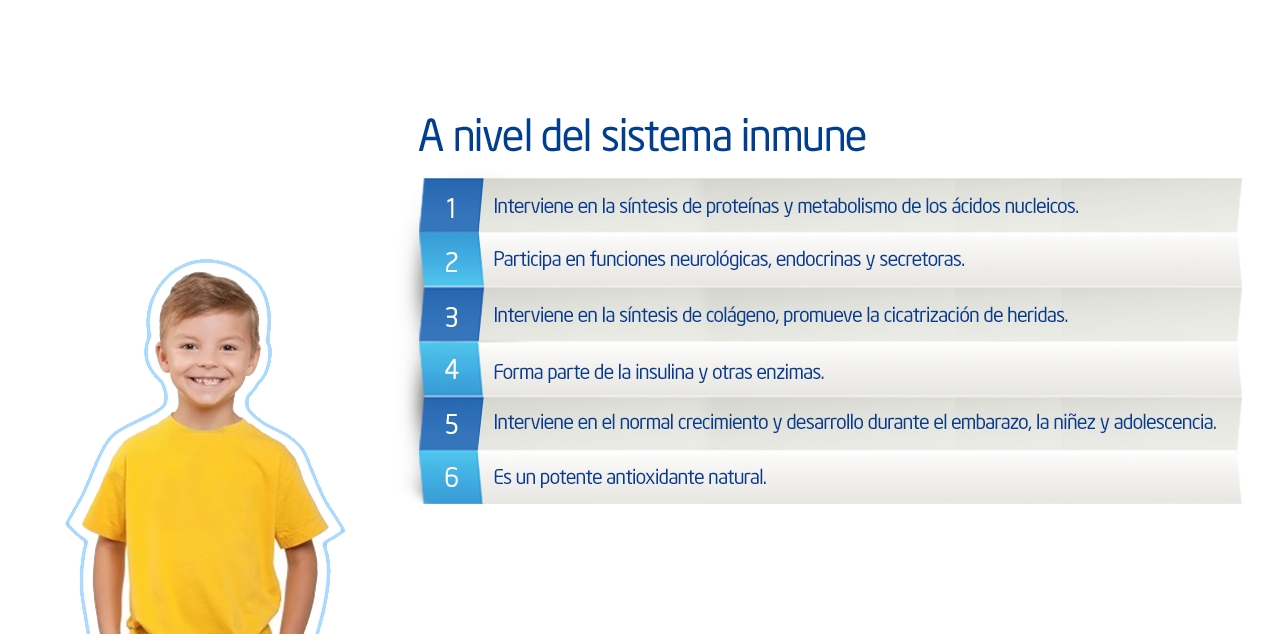 A nivel del sistema inmune
1 Interviene en la síntesis de proteínas y metabolismo de los ácidos nucleicos.
2 Participa en funciones neurológicas, endocrinas y secretoras.
3 Interviene en la síntesis de colágeno, promueve la cicatrización de heridas.
4 Forma parte de la insulina y otras enzimas.
5 Interviene en el normal crecimiento y desarrollo durante el embarazo, la niñez y adolescencia.
6 Es un potente antioxidante natural.